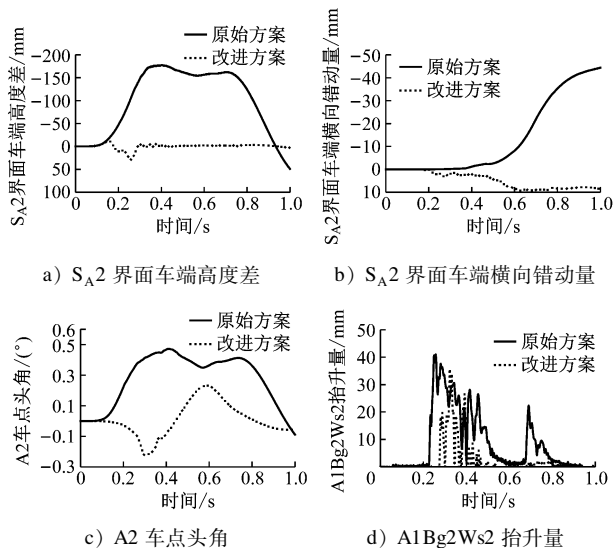 S_A2界面车端高度差/mm
-200
-150
-100
-50
0
50
100
原始方案
改进方案
0 0.2 0.4 0.6 0.8 1.0
时间/s
a) S_A2 界面车端高度差
S_A2界面车端横向错动量/mm
-50
-40
-30
-20
-10
0
10
原始方案
改进方案
0 0.2 0.4 0.6 0.8 1.0
时间/s
b) S_A2 界面车端横向错动量
A2车点头角/(°)
0.6
0.5
0.3
0.1
-0.1
-0.3
原始方案
改进方案
0 0.2 0.4 0.6 0.8 1.0
时间/s
c) A2 车点头角
A1Bg2Ws2抬升量/mm
50
40
30
20
10
原始方案
改进方案
0 0.2 0.4 0.6 0.8 1.0
时间/s
d) A1Bg2Ws2 抬升量